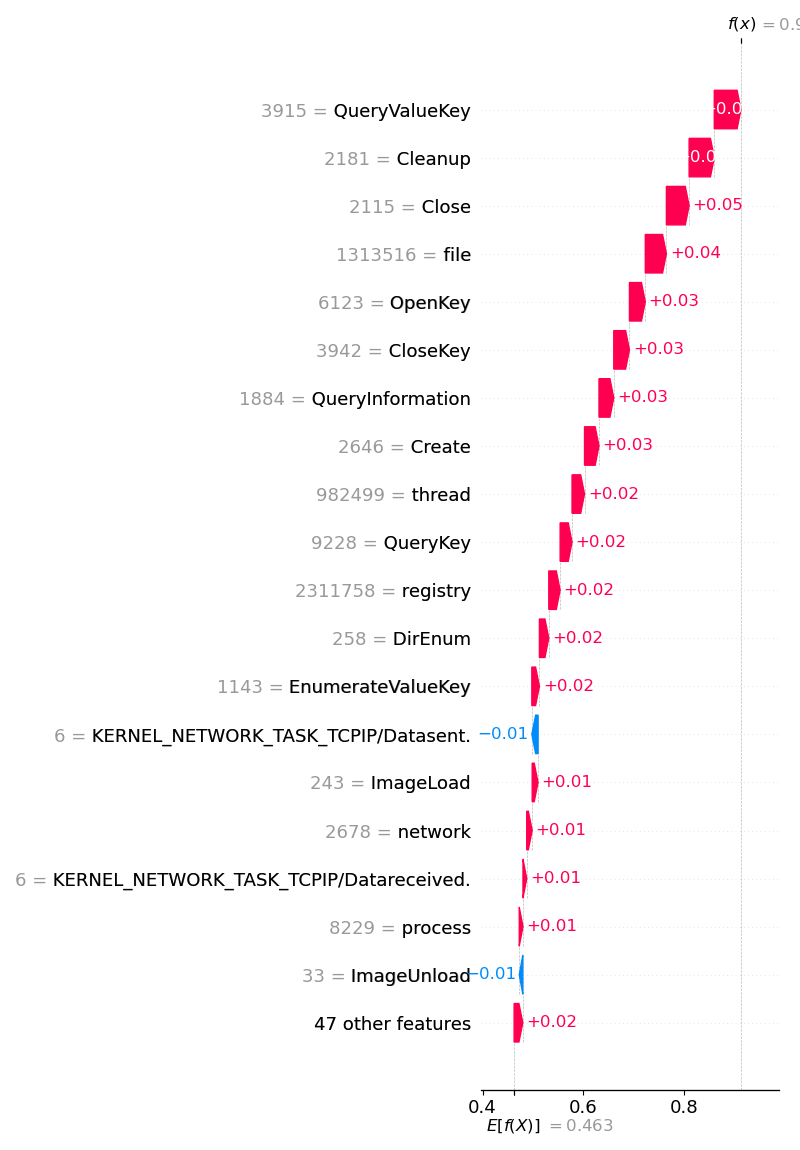 f(x) = 0.9
3915 = QueryValueKey +0.0
2181 = Cleanup +0.0
2115 = Close +0.05
1313516 = file +0.04
6123 = OpenKey +0.03
3942 = CloseKey +0.03
1884 = QueryInformation +0.03
2646 = Create +0.03
982499 = thread +0.02
9228 = QueryKey +0.02
2311758 = registry +0.02
258 = DirEnum +0.02
1143 = EnumerateValueKey +0.02
6 = KERNEL_NETWORK_TASK_TCPIP/Datasent. −0.01
243 = ImageLoad +0.01
2678 = network +0.01
6 = KERNEL_NETWORK_TASK_TCPIP/Datareceived. +0.01
8229 = process +0.01
33 = ImageUnload −0.01
47 other features +0.02
0.4 0.6 0.8
E[f(X)] = 0.463